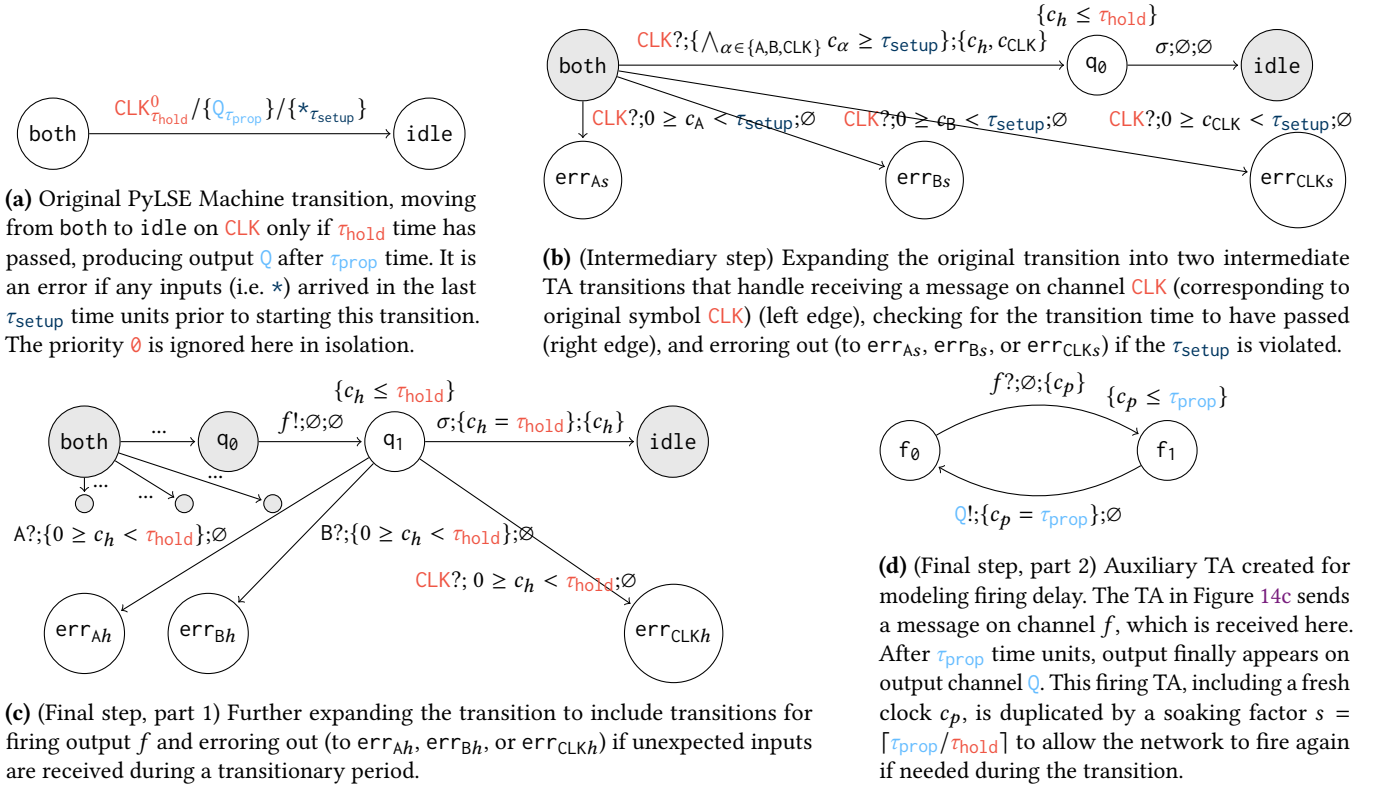 both
CLK⁰τhold/{Qτprop}/{*τsetup}
idle
(a) Original PyLSE Machine transition, moving
from both to idle on CLK only if τhold time has
passed, producing output Q after τprop time. It is
an error if any inputs (i.e. *) arrived in the last
τsetup time units prior to starting this transition.
The priority 0 is ignored here in isolation.
{c_h ≤ τhold}
both
CLK?;{⋀α∈{A,B,CLK} cα ≥ τsetup};{c_h, cCLK}
q₀
σ;∅;∅
idle
CLK?;0 ≥ cA < τsetup;∅
CLK?;0 ≥ cB < τsetup;∅
CLK?;0 ≥ cCLK < τsetup;∅
errAs
errBs
errCLKs
(b) (Intermediary step) Expanding the original transition into two intermediate
TA transitions that handle receiving a message on channel CLK (corresponding to
original symbol CLK) (left edge), checking for the transition time to have passed
(right edge), and erroring out (to errAs, errBs, or errCLKs) if the τsetup is violated.
{c_h ≤ τhold}
both
...
q₀
f!;∅;∅
q₁
σ;{c_h = τhold};{c_h}
idle
...
...
...
A?;{0 ≥ c_h < τhold};∅
B?;{0 ≥ c_h < τhold};∅
CLK?; 0 ≥ c_h < τhold;∅
errAh
errBh
errCLKh
(c) (Final step, part 1) Further expanding the transition to include transitions for
firing output f and erroring out (to errAh, errBh, or errCLKh) if unexpected inputs
are received during a transitionary period.
f?;∅;{c_p}
{c_p ≤ τprop}
f₀
f₁
Q!;{c_p = τprop};∅
(d) (Final step, part 2) Auxiliary TA created for
modeling firing delay. The TA in Figure 14c sends
a message on channel f, which is received here.
After τprop time units, output finally appears on
output channel Q. This firing TA, including a fresh
clock c_p, is duplicated by a soaking factor s =
⌈τprop/τhold⌉ to allow the network to fire again
if needed during the transition.